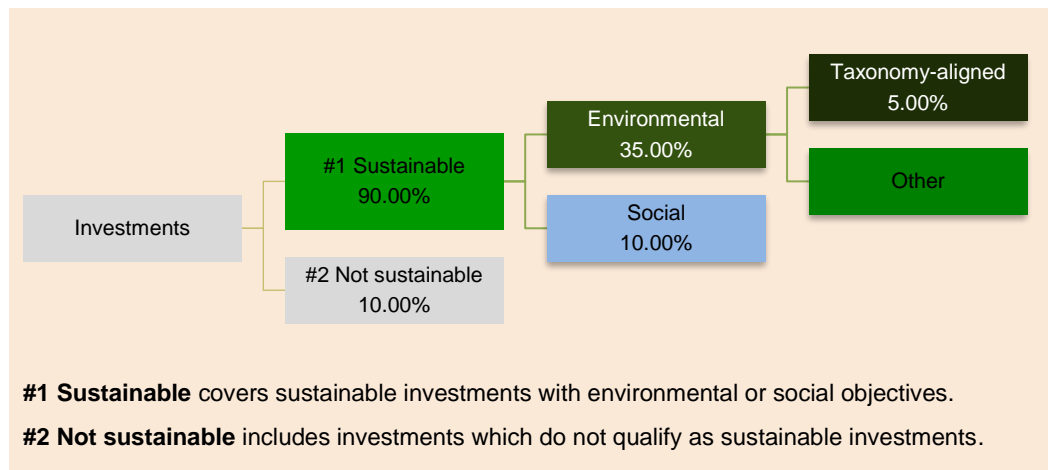 Taxonomy-aligned
5.00%
Environmental
35.00%
#1 Sustainable
90.00%
Other
Investments
Social
10.00%
#2 Not sustainable
10.00%
#1 Sustainable covers sustainable investments with environmental or social objectives.
#2 Not sustainable includes investments which do not qualify as sustainable investments.